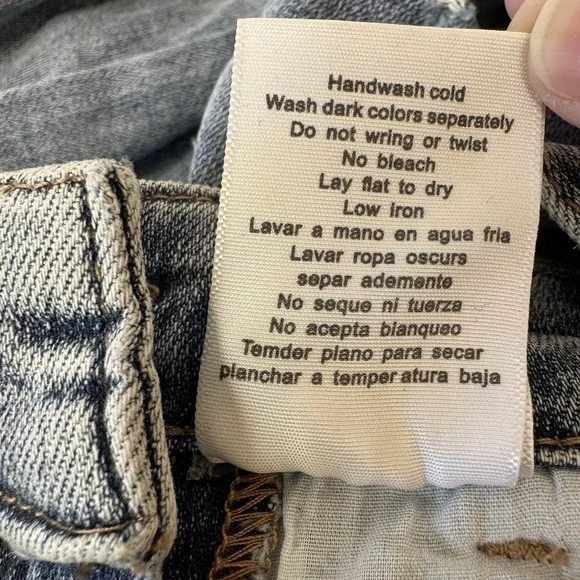 Handwash cold
Wash dark colors separately
Do not wring or twist
No bleach
Lay flat to dry
Low iron
Lavar a mano en agua fria
Lavar ropa oscurs
separ ademente
No seque ni tuerza
No acepta blanqueo
Temder plano para secar
planchar a temper atura baja